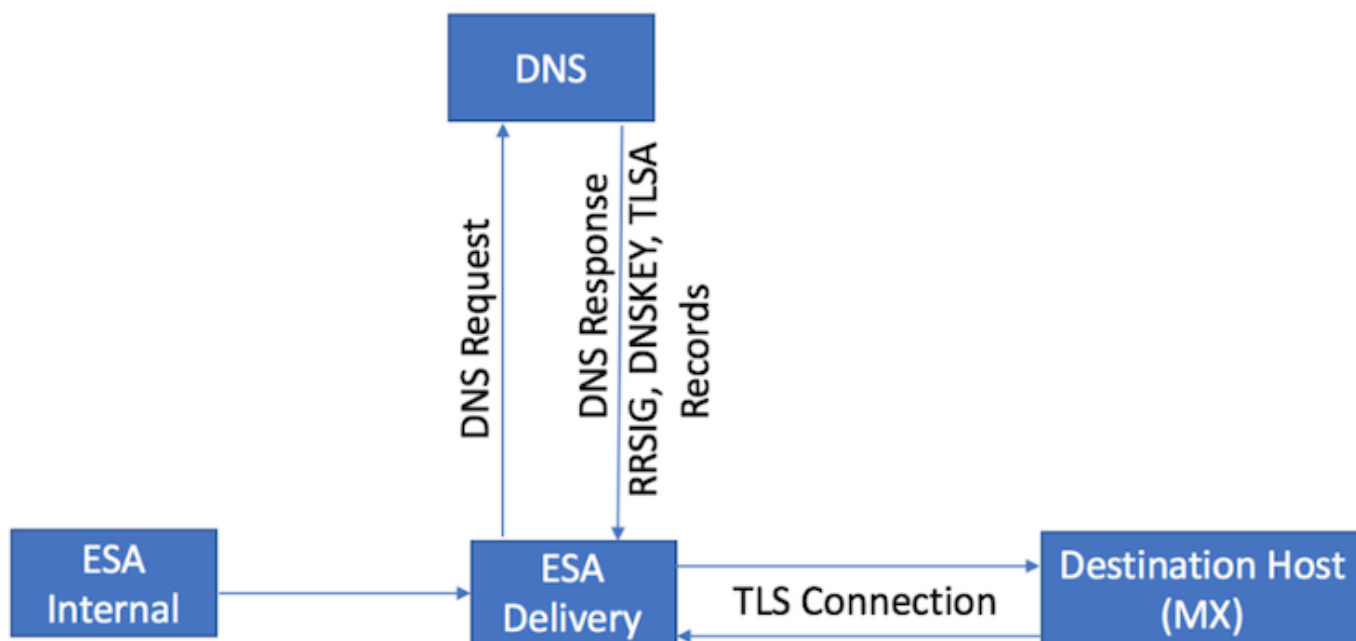 DNS
DNS Request
DNS Response
RRSIG, DNSKEY, TLSA
Records
ESA
Internal
ESA
Delivery
TLS Connection
Destination Host
(MX)